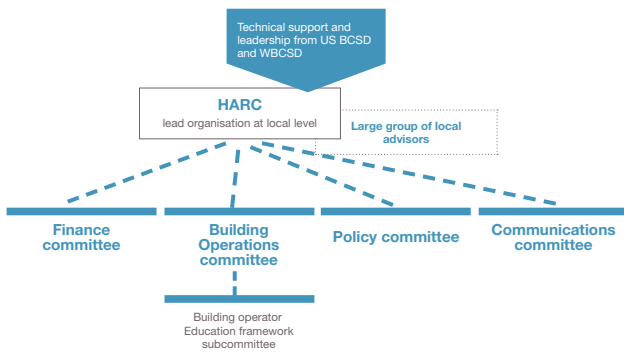 Technical support and
leadership from US BCSD
and WBCSD
HARC
lead organisation at local level
Large group of local
advisors
Finance
committee
Building
Operations
committee
Policy committee
Communications
committee
Building operator
Education framework
subcommittee